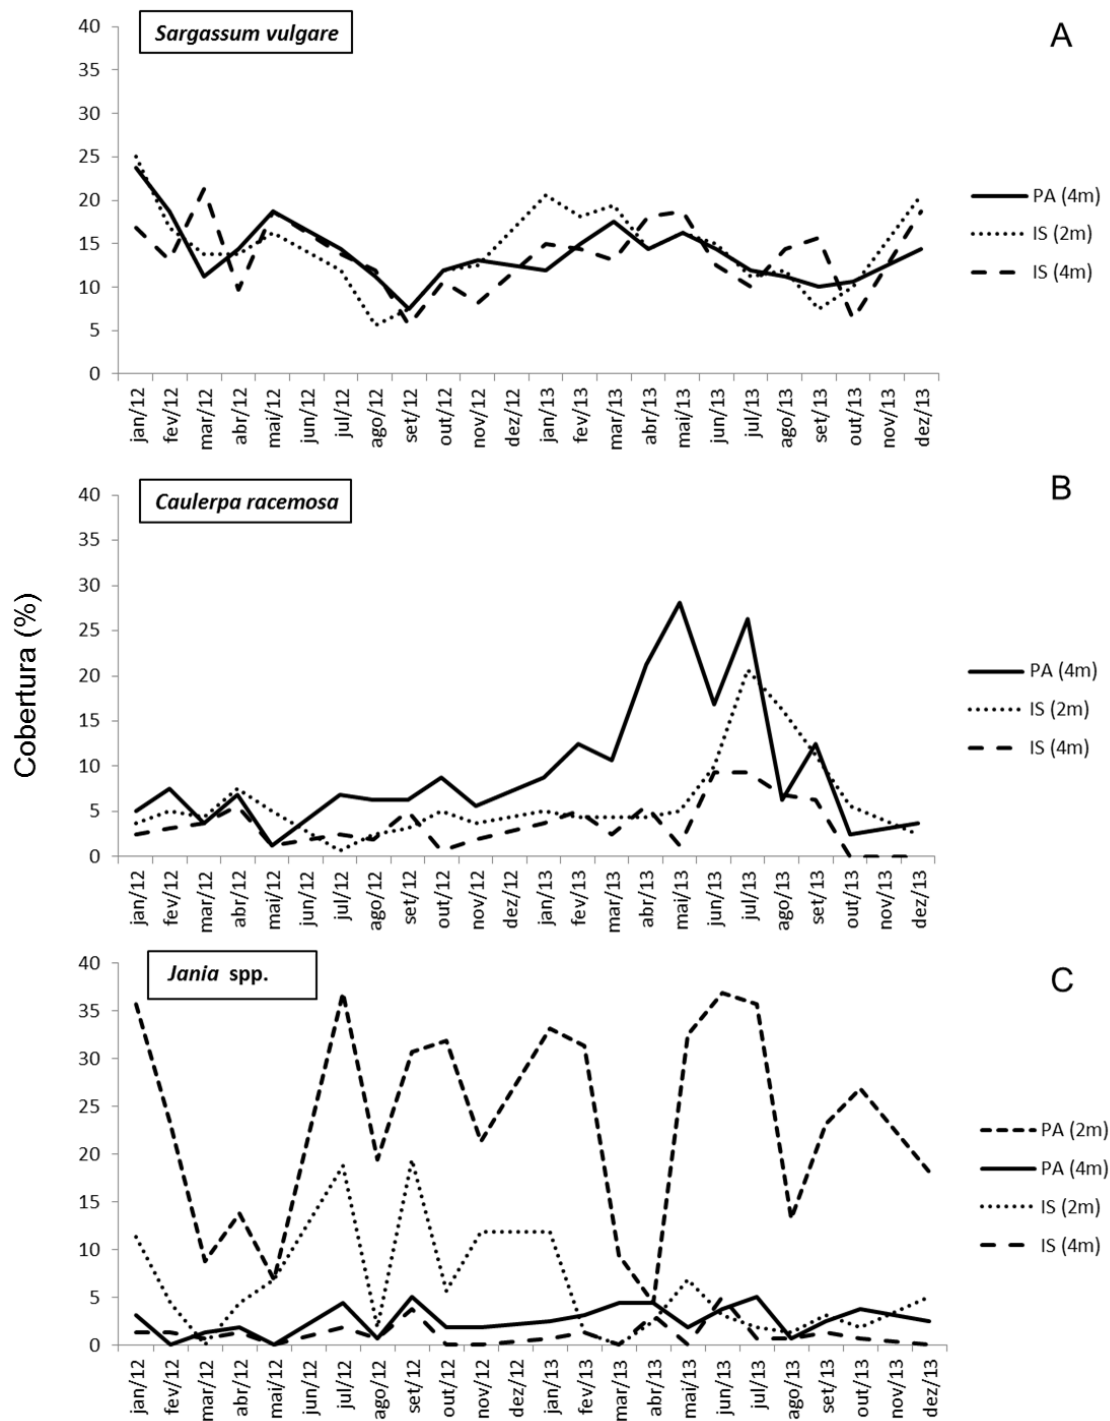 Cobertura (%)
Sargassum vulgare
A
40
35
30
25
20
15
10
5
0
jan/12
fev/12
mar/12
abr/12
mai/12
jun/12
jul/12
ago/12
set/12
out/12
nov/12
dez/12
jan/13
fev/13
mar/13
abr/13
mai/13
jun/13
jul/13
ago/13
set/13
out/13
nov/13
dez/13
PA (4m)
IS (2m)
IS (4m)
Caulerpa racemosa
B
40
35
30
25
20
15
10
5
0
jan/12
fev/12
mar/12
abr/12
mai/12
jun/12
jul/12
ago/12
set/12
out/12
nov/12
dez/12
jan/13
fev/13
mar/13
abr/13
mai/13
jun/13
jul/13
ago/13
set/13
out/13
nov/13
dez/13
PA (4m)
IS (2m)
IS (4m)
Jania spp.
C
40
35
30
25
20
15
10
5
0
jan/12
fev/12
mar/12
abr/12
mai/12
jun/12
jul/12
ago/12
set/12
out/12
nov/12
dez/12
jan/13
fev/13
mar/13
abr/13
mai/13
jun/13
jul/13
ago/13
set/13
out/13
nov/13
dez/13
PA (2m)
PA (4m)
IS (2m)
IS (4m)